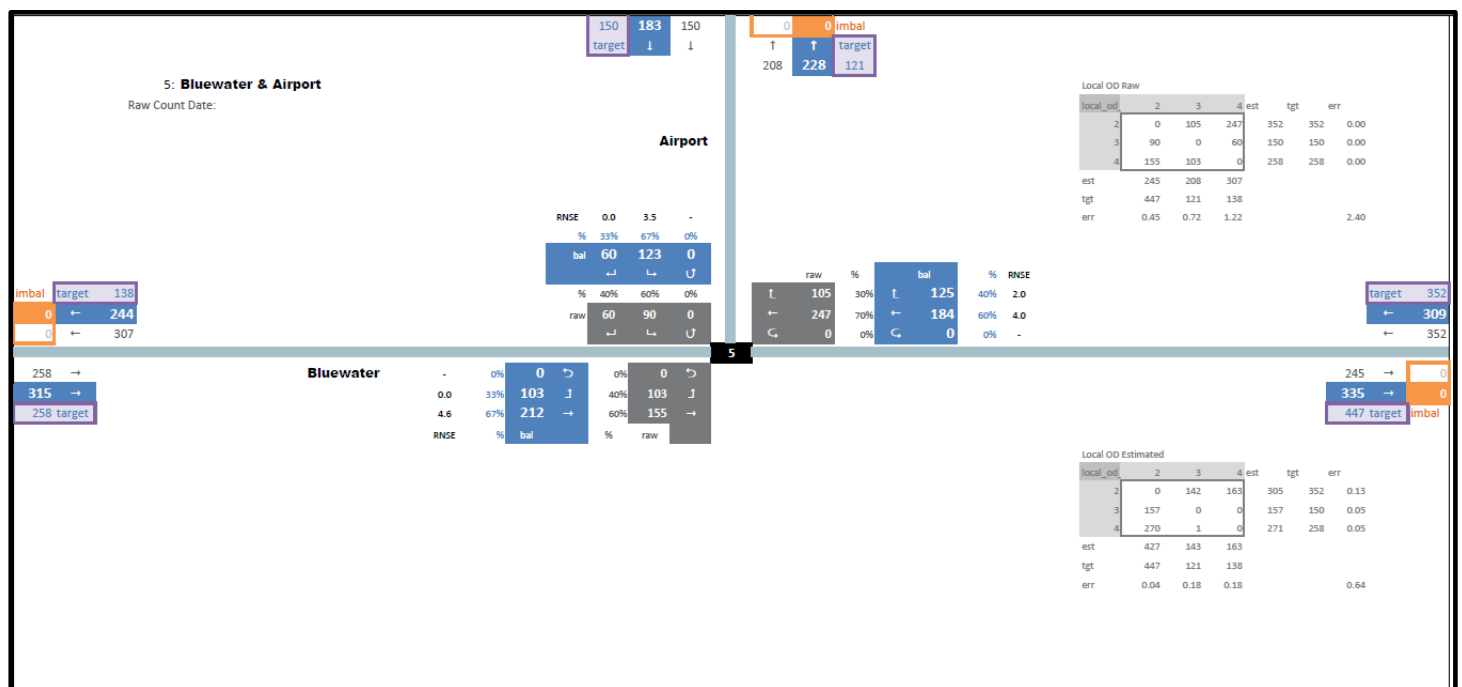 150 183 150 0 0 imbal
target ↓ ↓ ↑ ↑ target
208 228 121
5: Bluewater & Airport
Raw Count Date:
Airport
Local OD Raw
local_od_ 2 3 4 est tgt err
2 0 105 247 352 352 0.00
3 90 0 60 150 150 0.00
4 155 103 0 258 258 0.00
est 245 208 307
tgt 447 121 138
err 0.45 0.72 1.22 2.40
RNSE 0.0 3.5 -
% 33% 67% 0%
bal 60 123 0
↵ ↳ ↺
% 40% 60% 0%
raw 60 90 0
↵ ↳ ↺
raw % bal % RNSE
↰ 105 30% ↰ 125 40% 2.0
← 247 70% ← 184 60% 4.0
⤹ 0 0% ⤹ 0 0% -
imbal target 138
0 ← 244
0 ← 307
target 352
← 309
← 352
5
258 →
315 →
258 target
Bluewater
- 0% 0 ⮌ 0% 0 ⮌
0.0 33% 103 ⮥ 40% 103 ⮥
4.6 67% 212 → 60% 155 →
RNSE % bal % raw
245 → 0
335 → 0
447 target imbal
Local OD Estimated
local_od_ 2 3 4 est tgt err
2 0 142 163 305 352 0.13
3 157 0 0 157 150 0.05
4 270 1 0 271 258 0.05
est 427 143 163
tgt 447 121 138
err 0.04 0.18 0.18 0.64